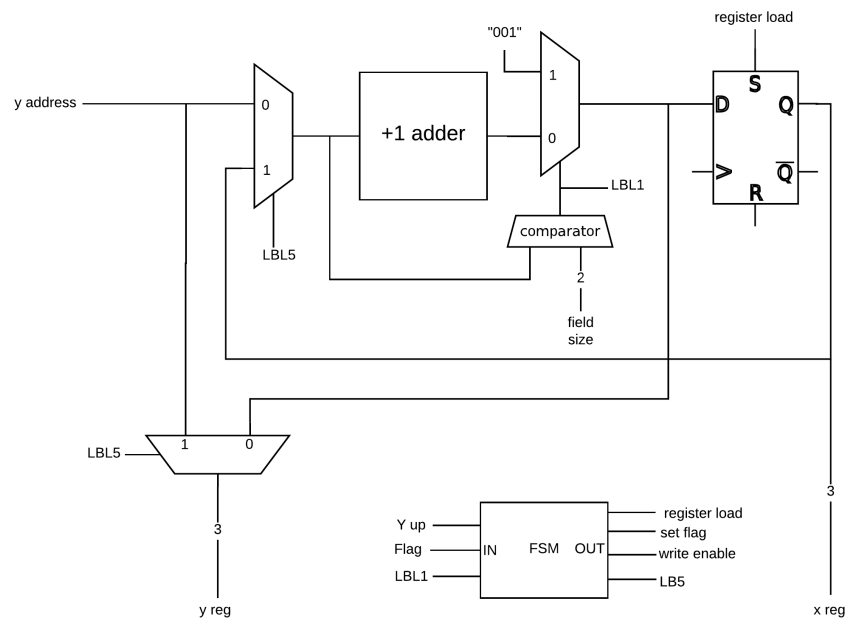 register load
"001"
y address
0
1
S
D
Q
+1 adder
0
1
>
Q
R
LBL1
comparator
LBL5
2
field
size
1
0
LBL5
3
3
Y up
Flag
LBL1
IN
FSM
OUT
register load
set flag
write enable
LB5
y reg
x reg